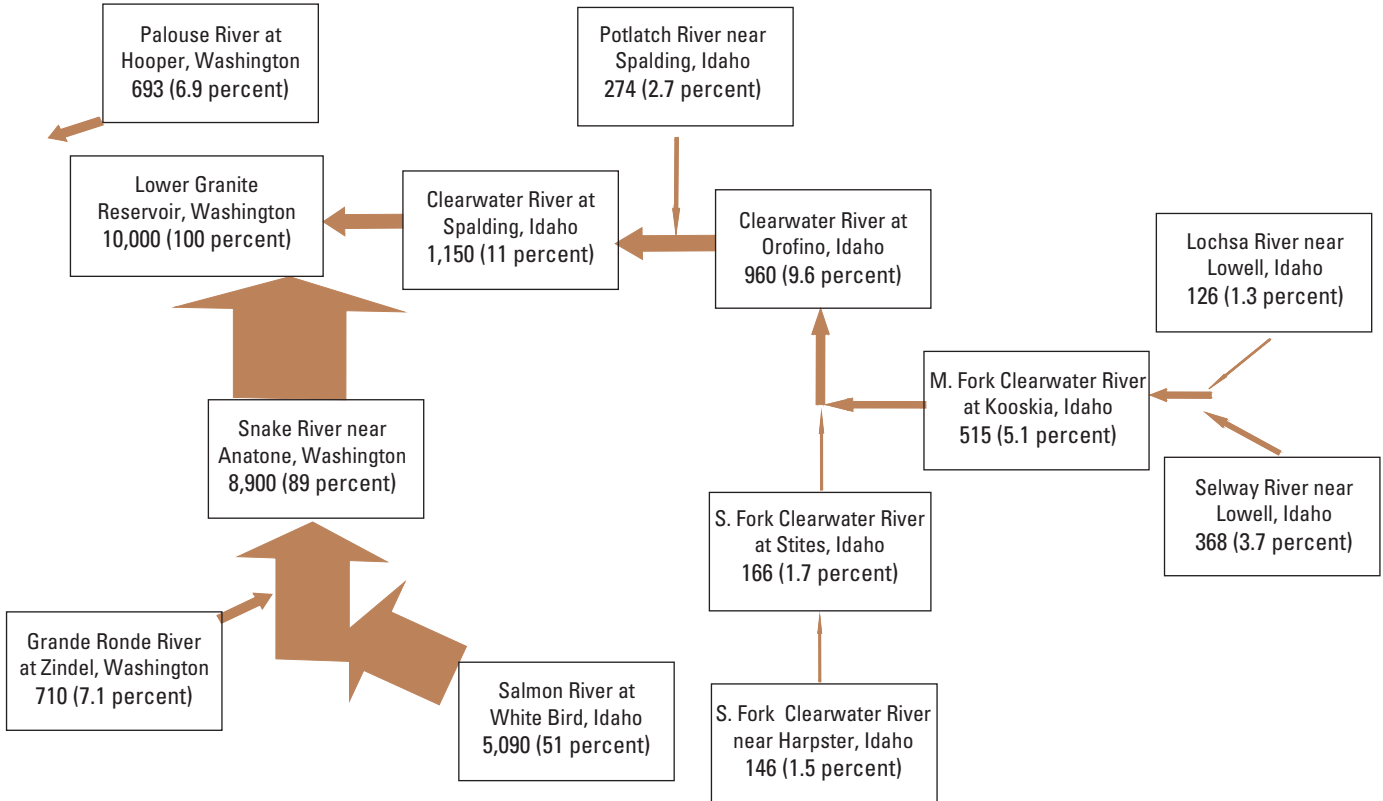 Palouse River at
Hooper, Washington
693 (6.9 percent)
Potlatch River near
Spalding, Idaho
274 (2.7 percent)
Lower Granite
Reservoir, Washington
10,000 (100 percent)
Clearwater River at
Spalding, Idaho
1,150 (11 percent)
Clearwater River at
Orofino, Idaho
960 (9.6 percent)
Lochsa River near
Lowell, Idaho
126 (1.3 percent)
M. Fork Clearwater River
at Kooskia, Idaho
515 (5.1 percent)
Snake River near
Anatone, Washington
8,900 (89 percent)
Selway River near
Lowell, Idaho
368 (3.7 percent)
S. Fork Clearwater River
at Stites, Idaho
166 (1.7 percent)
Grande Ronde River
at Zindel, Washington
710 (7.1 percent)
Salmon River at
White Bird, Idaho
5,090 (51 percent)
S. Fork Clearwater River
near Harpster, Idaho
146 (1.5 percent)